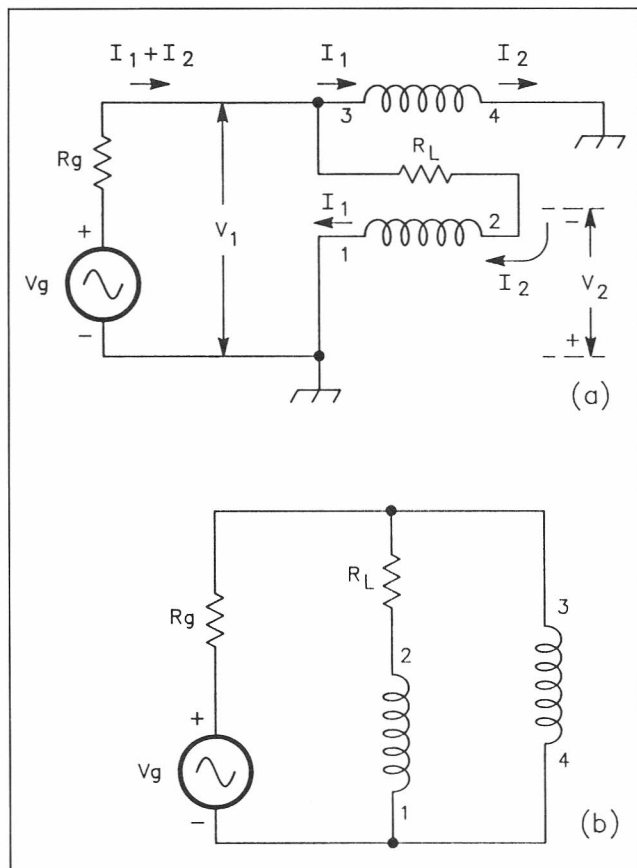 I1+I2 I1 I2
3 4
Rg RL
I1
+ V1 2
1 −
Vg I2 V2
− +
(a)
RL
3
Rg
2
+
4
Vg
1
− (b)